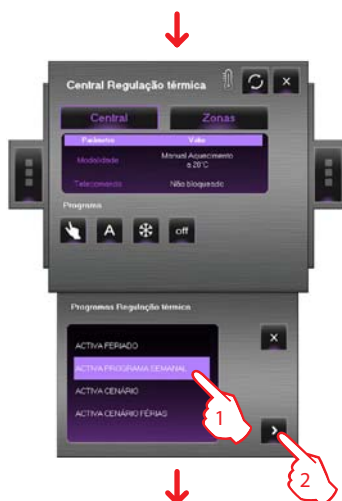 Central Regulação térmica
×
Central Zonas
Parâmetro Valor
Modalidade Manual Aquecimento
a 28°C
Telecomando Não bloqueado
Programa
A off
Programas Regulação térmica
×
ACTIVA FERIADO
ACTIVA PROGRAMA SEMANAL
ACTIVA CENÁRIO
ACTIVA CENÁRIO FÉRIAS
1
>
2